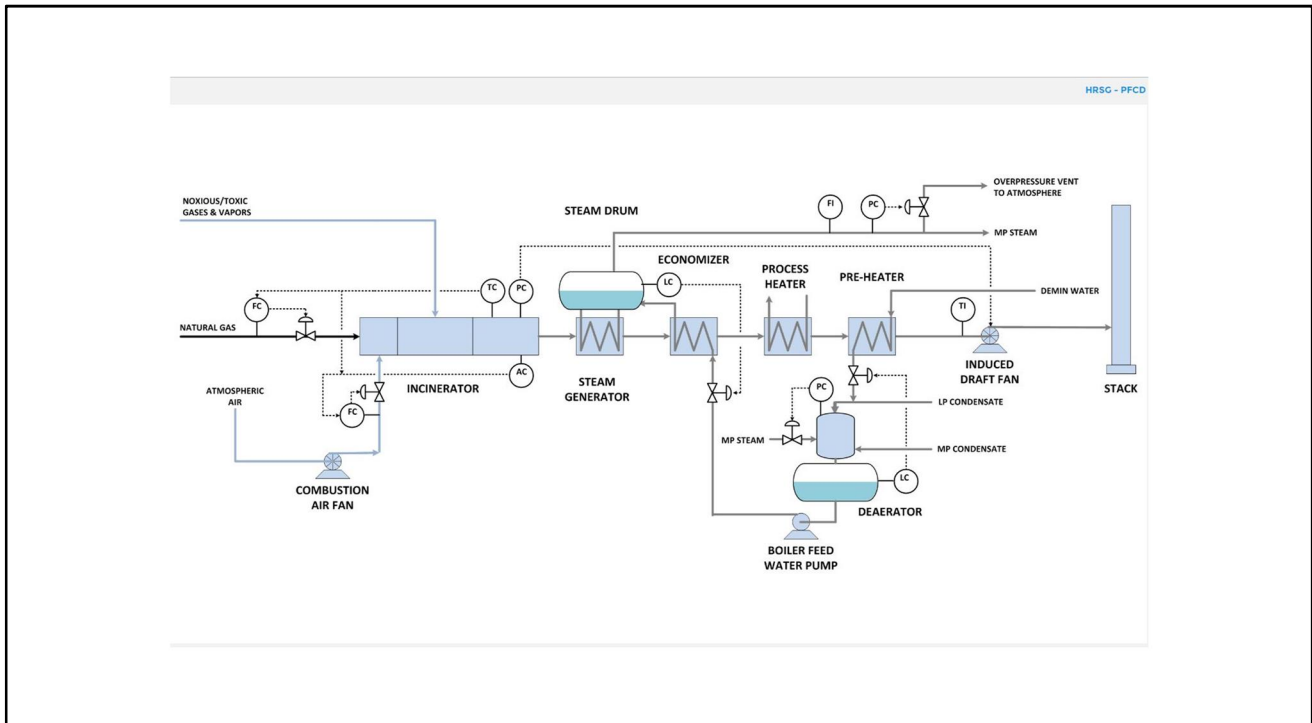 HRSG - PFCD
OVERPRESSURE VENT
TO ATMOSPHERE
NOXIOUS/TOXIC
GASES & VAPORS
STEAM DRUM
FI
PC
MP STEAM
ECONOMIZER
PROCESS
HEATER
PRE-HEATER
LC
TC
PC
DEMIN WATER
FC
TI
NATURAL GAS
INDUCED
DRAFT FAN
STACK
AC
INCINERATOR
STEAM
GENERATOR
ATMOSPHERIC
AIR
FC
PC
LP CONDENSATE
MP STEAM
MP CONDENSATE
LC
COMBUSTION
AIR FAN
DEAERATOR
BOILER FEED
WATER PUMP